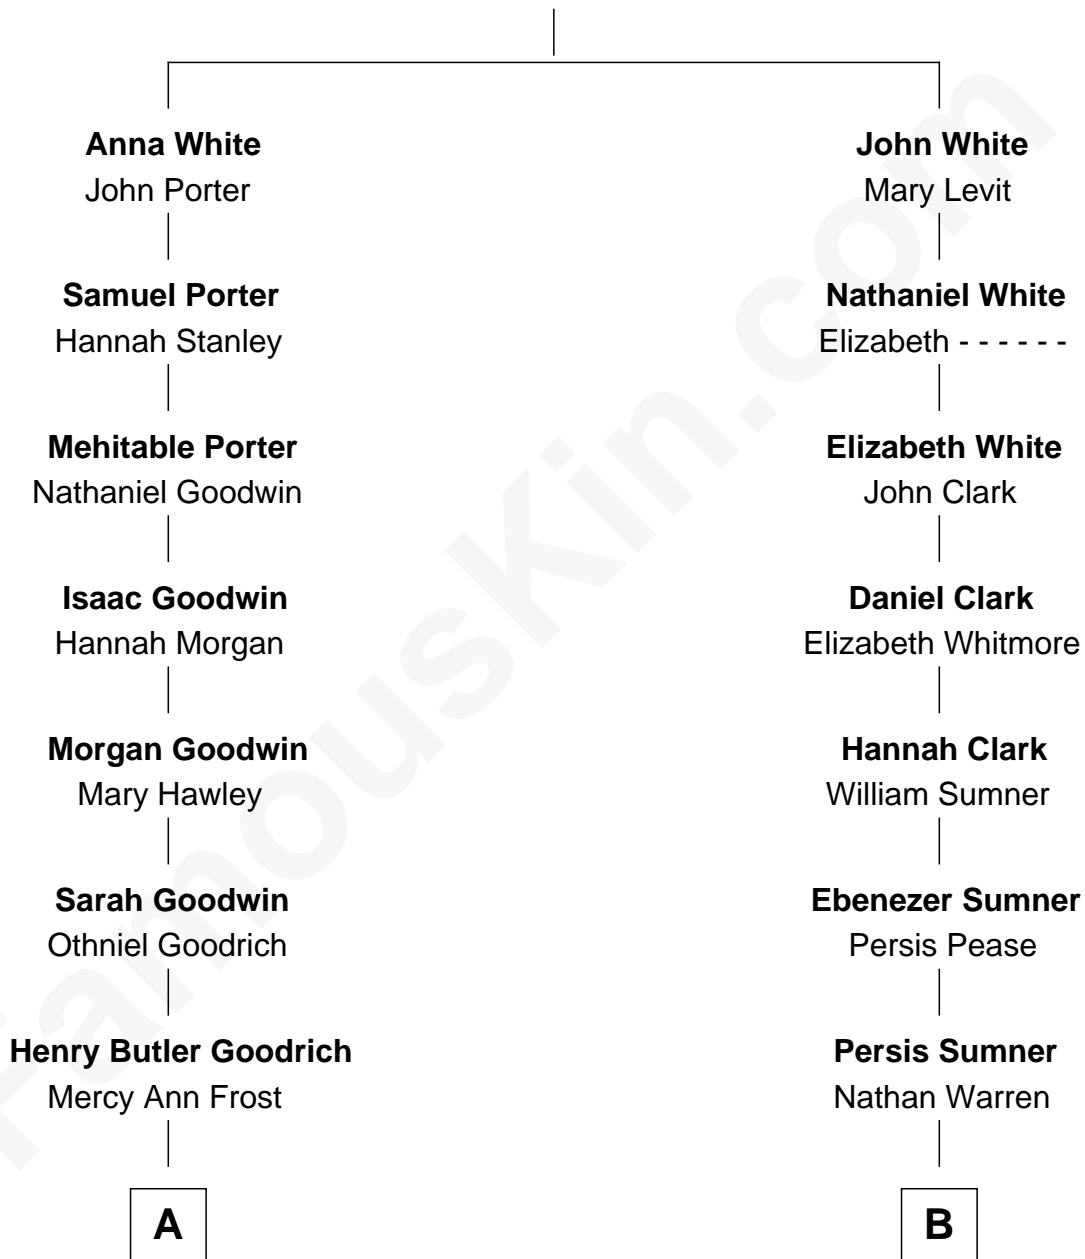 Anna White
John Porter
Samuel Porter
Hannah Stanley
Mehitable Porter
Nathaniel Goodwin
Isaac Goodwin
Hannah Morgan
Morgan Goodwin
Mary Hawley
Sarah Goodwin
Othniel Goodrich
Henry Butler Goodrich
Mercy Ann Frost
A
John White
Mary Levit
Nathaniel White
Elizabeth - - - - - -
Elizabeth White
John Clark
Daniel Clark
Elizabeth Whitmore
Hannah Clark
William Sumner
Ebenezer Sumner
Persis Pease
Persis Sumner
Nathan Warren
B
FamousKin.com